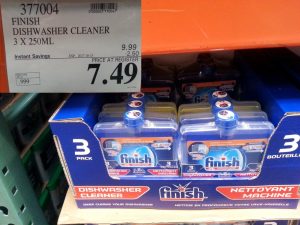 377004
FINISH
DISHWASHER CLEANER
3 X 250ML
9.99
Instant Savings
2.50
PRICE AT REGISTER
7.49
999
3
PACK
finish
finish
3
BOUTEILL
DISHWASHER
CLEANER
finish
NETTOYANT
MACHINE